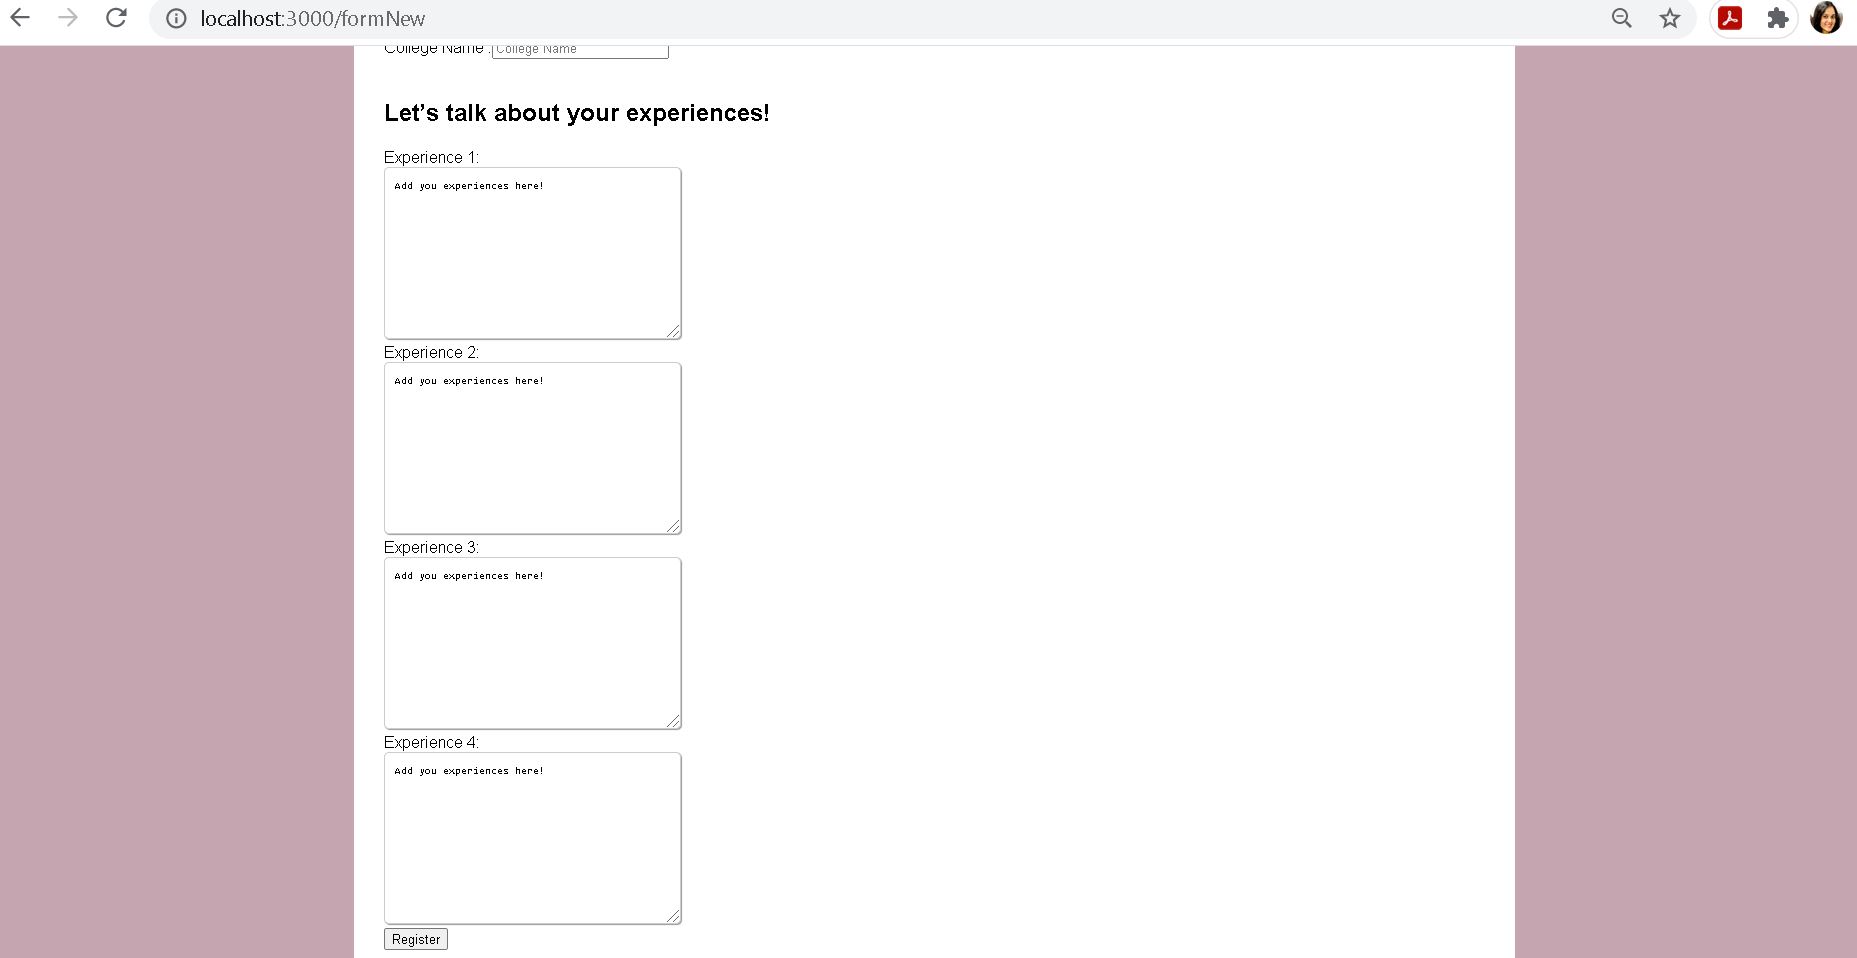 localhost:3000/formNew
College Name : College Name
Let’s talk about your experiences!
Experience 1:
Add you experiences here!
Experience 2:
Add you experiences here!
Experience 3:
Add you experiences here!
Experience 4:
Add you experiences here!
Register